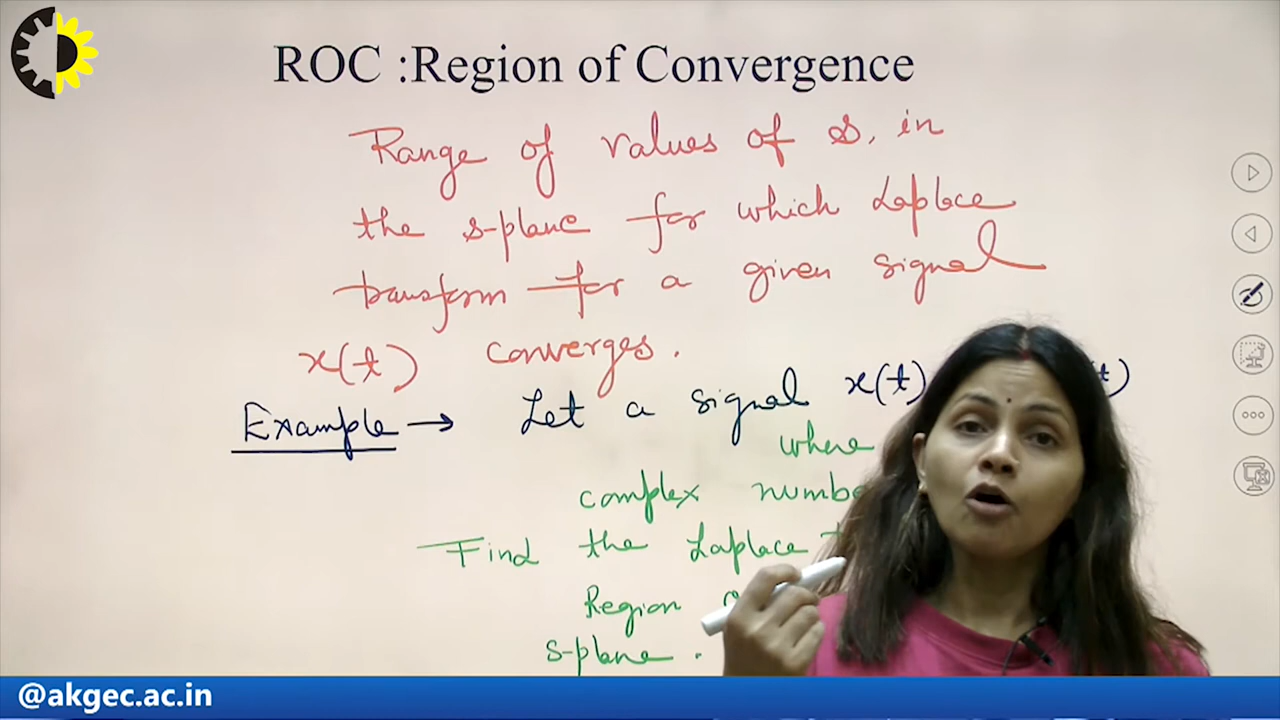 ROC :Region of Convergence
Range of values of s, in
the s-plane for which Laplace
transform for a given signal
x(t) converges.
Example → Let a signal x(t) t)
where
complex
Find the Laplace
Region
s-plane.
@akgec.ac.in